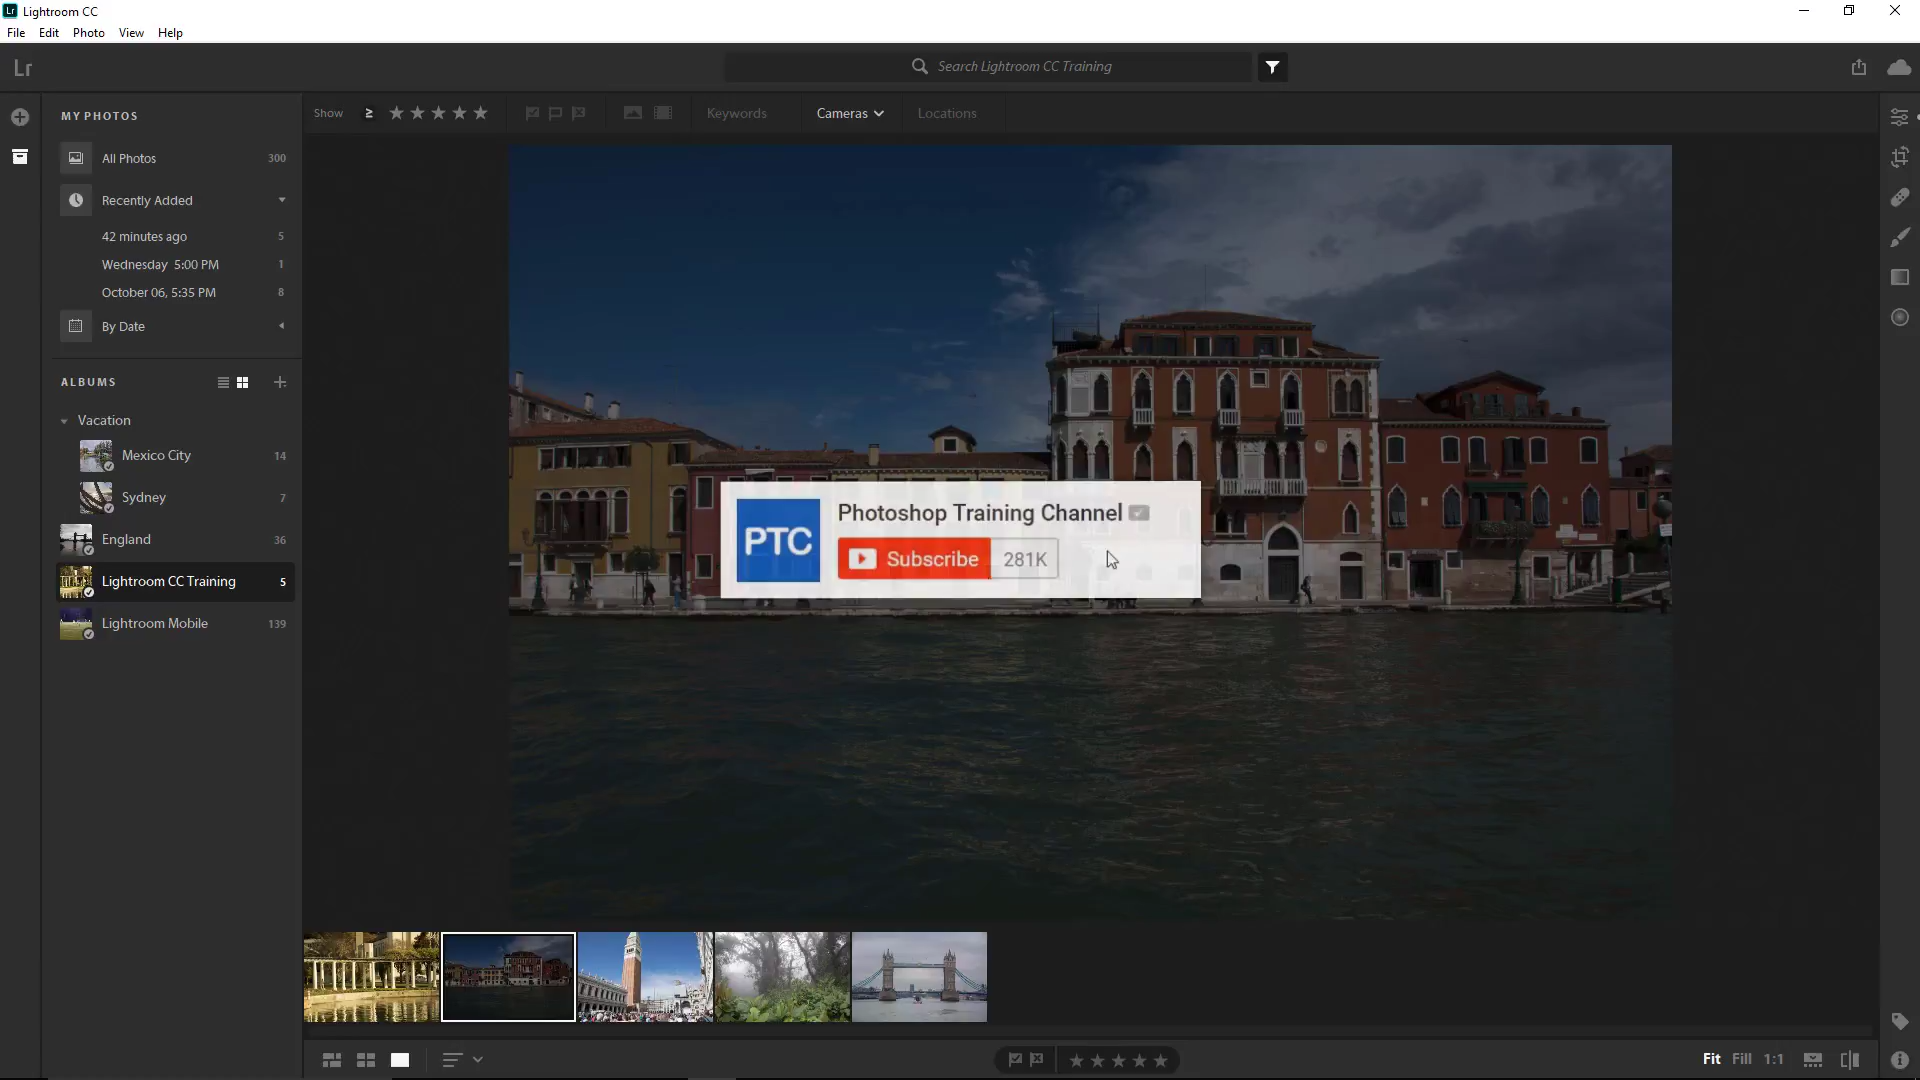 Lr Lightroom CC
File Edit Photo View Help
Lr
Search Lightroom CC Training
MY PHOTOS
All Photos 300
Recently Added
42 minutes ago 5
Wednesday 5:00 PM 1
October 06, 5:35 PM 8
By Date
ALBUMS
Vacation
Mexico City 14
Sydney 7
England 36
Lightroom CC Training 5
Lightroom Mobile 139
Show ≥ Keywords Cameras Locations
Photoshop Training Channel
PTC
Subscribe 281K
Fit Fill 1:1